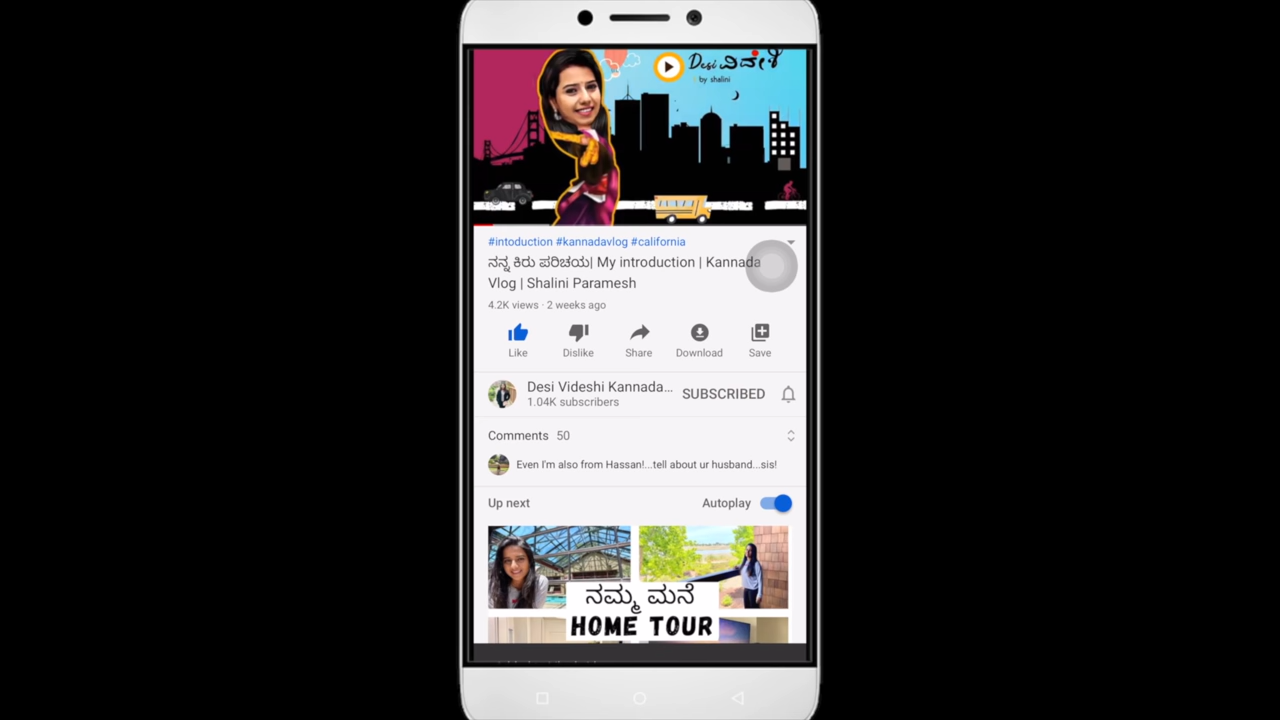 Desi ವಿದೇಶಿ
by shalini
#intoduction #kannadavlog #california
ನನ್ನ ಕಿರು ಪರಿಚಯ| My introduction | Kannada
Vlog | Shalini Paramesh
4.2K views · 2 weeks ago
Like Dislike Share Download Save
Desi Videshi Kannada... SUBSCRIBED
1.04K subscribers
Comments 50
Even I'm also from Hassan!...tell about ur husband...sis!
Up next Autoplay
ನಮ್ಮ ಮನೆ
HOME TOUR